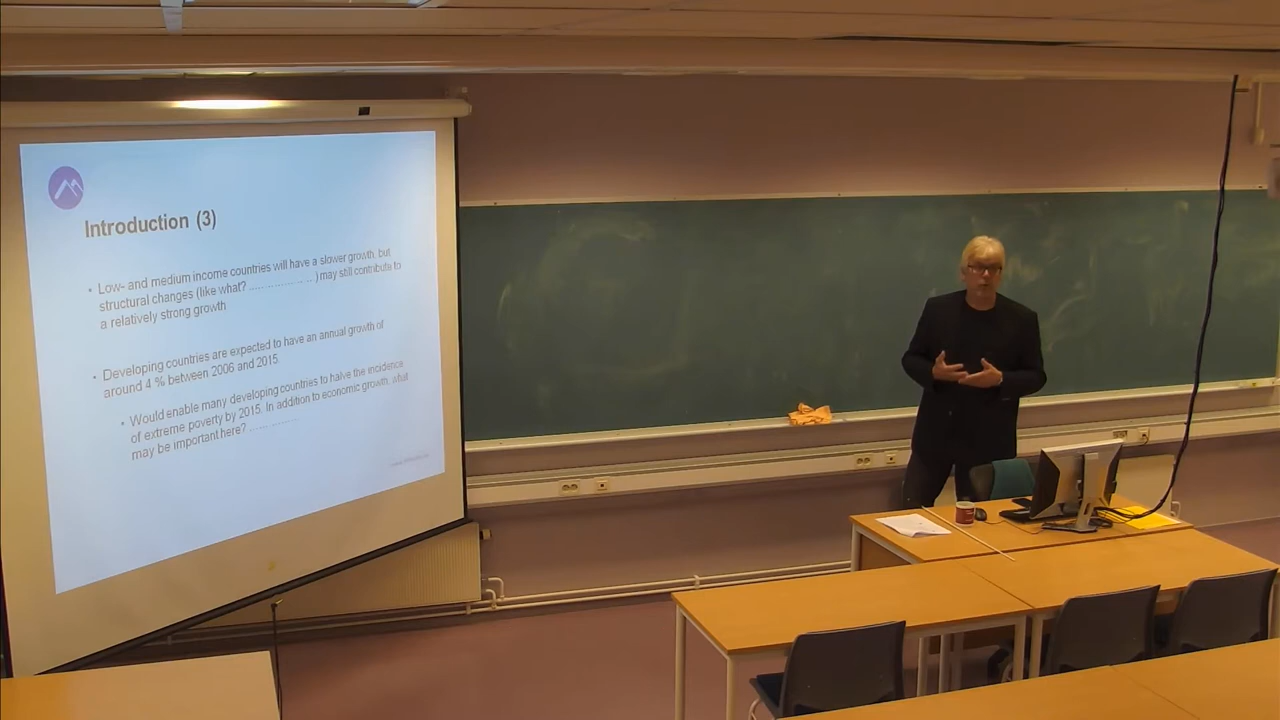 Introduction (3)
• Low- and medium income countries will have a slower growth, but
structural changes (like what? ........................) may still contribute to
a relatively strong growth
• Developing countries are expected to have an annual growth of
around 4 % between 2006 and 2015.
• Would enable many developing countries to halve the incidence
of extreme poverty by 2015. In addition to economic growth, what
may be important here? ................